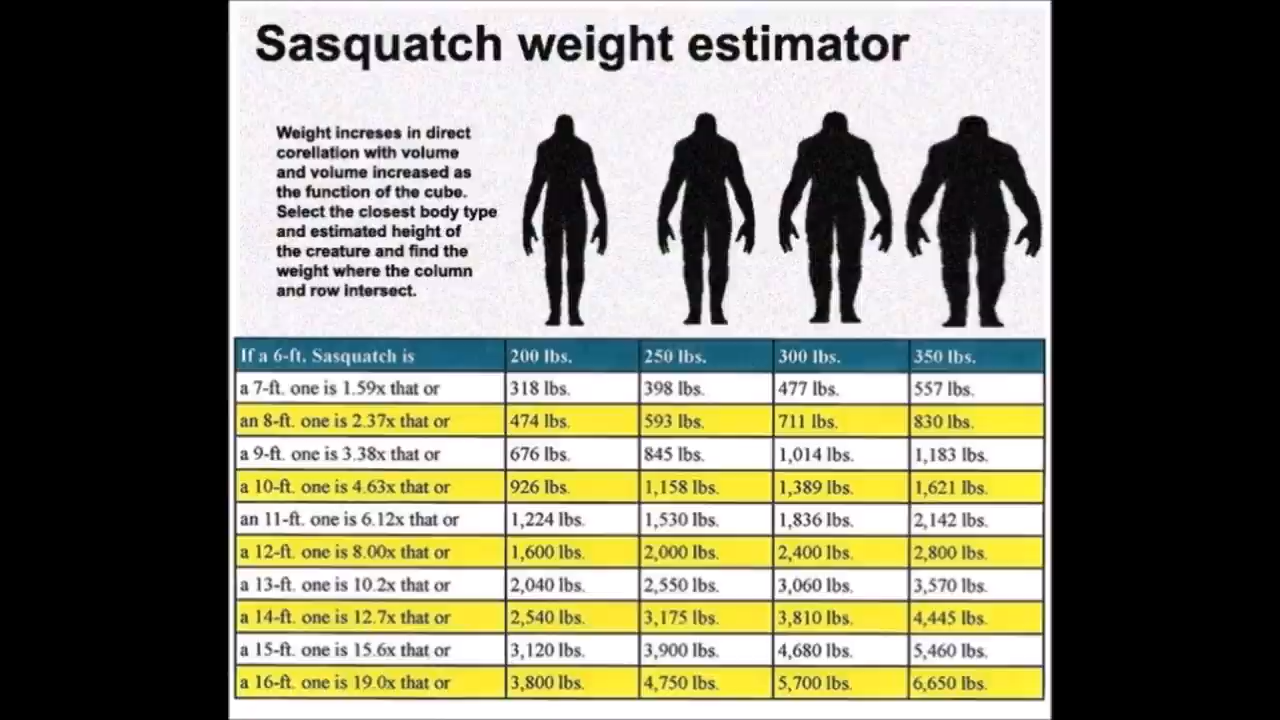 Sasquatch weight estimator
Weight increses in direct
corellation with volume
and volume increased as
the function of the cube.
Select the closest body type
and estimated height of
the creature and find the
weight where the column
and row intersect.
If a 6-ft. Sasquatch is 200 lbs. 250 lbs. 300 lbs. 350 lbs.
a 7-ft. one is 1.59x that or 318 lbs. 398 lbs. 477 lbs. 557 lbs.
an 8-ft. one is 2.37x that or 474 lbs. 593 lbs. 711 lbs. 830 lbs.
a 9-ft. one is 3.38x that or 676 lbs. 845 lbs. 1,014 lbs. 1,183 lbs.
a 10-ft. one is 4.63x that or 926 lbs. 1,158 lbs. 1,389 lbs. 1,621 lbs.
an 11-ft. one is 6.12x that or 1,224 lbs. 1,530 lbs. 1,836 lbs. 2,142 lbs.
a 12-ft. one is 8.00x that or 1,600 lbs. 2,000 lbs. 2,400 lbs. 2,800 lbs.
a 13-ft. one is 10.2x that or 2,040 lbs. 2,550 lbs. 3,060 lbs. 3,570 lbs.
a 14-ft. one is 12.7x that or 2,540 lbs. 3,175 lbs. 3,810 lbs. 4,445 lbs.
a 15-ft. one is 15.6x that or 3,120 lbs. 3,900 lbs. 4,680 lbs. 5,460 lbs.
a 16-ft. one is 19.0x that or 3,800 lbs. 4,750 lbs. 5,700 lbs. 6,650 lbs.